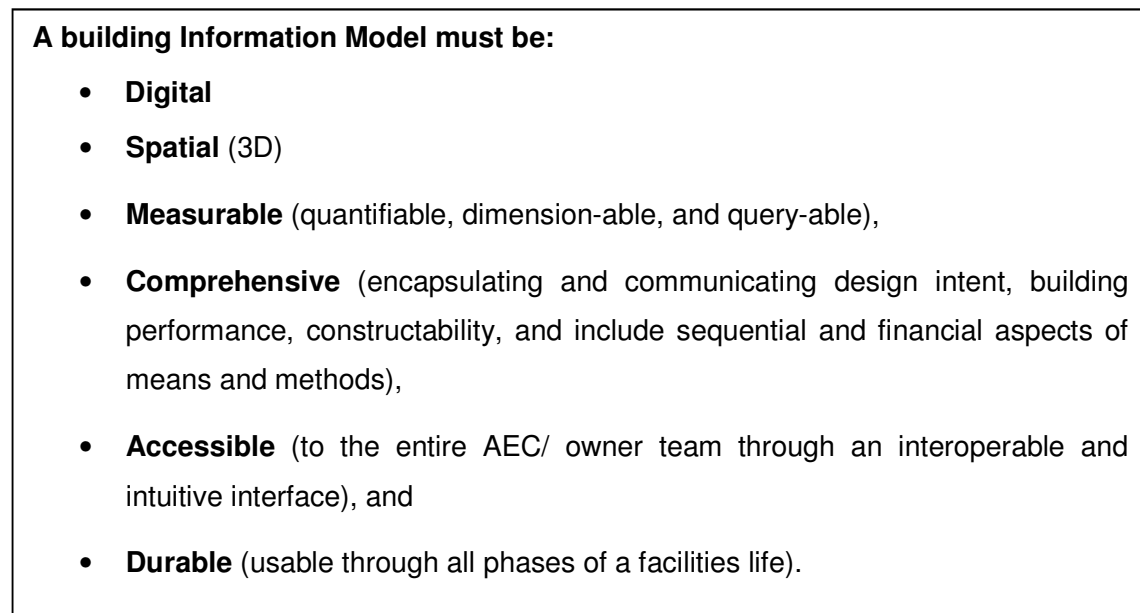 A building Information Model must be:
• Digital
• Spatial (3D)
• Measurable (quantifiable, dimension-able, and query-able),
• Comprehensive (encapsulating and communicating design intent, building
performance, constructability, and include sequential and financial aspects of
means and methods),
• Accessible (to the entire AEC/ owner team through an interoperable and
intuitive interface), and
• Durable (usable through all phases of a facilities life).